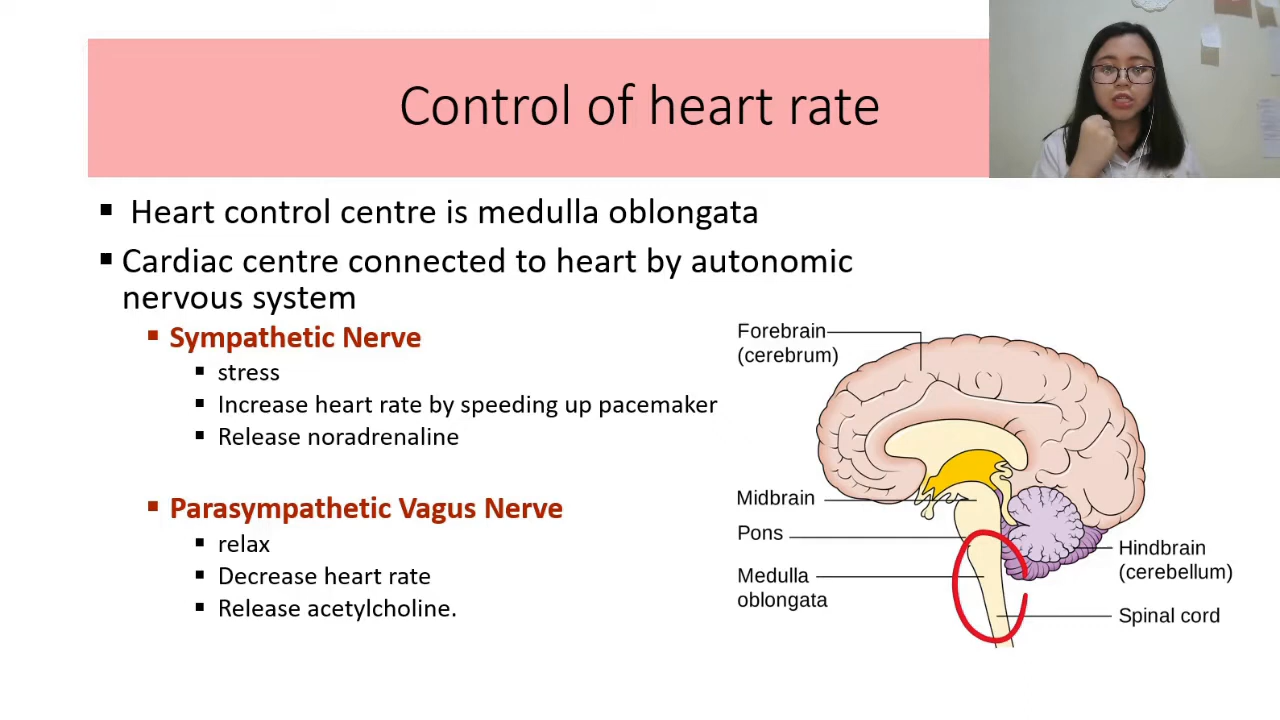 Control of heart rate
Heart control centre is medulla oblongata
Cardiac centre connected to heart by autonomic
nervous system
Sympathetic Nerve
stress
Increase heart rate by speeding up pacemaker
Release noradrenaline
Parasympathetic Vagus Nerve
relax
Decrease heart rate
Release acetylcholine.
Forebrain
(cerebrum)
Midbrain
Pons
Medulla
oblongata
Hindbrain
(cerebellum)
Spinal cord